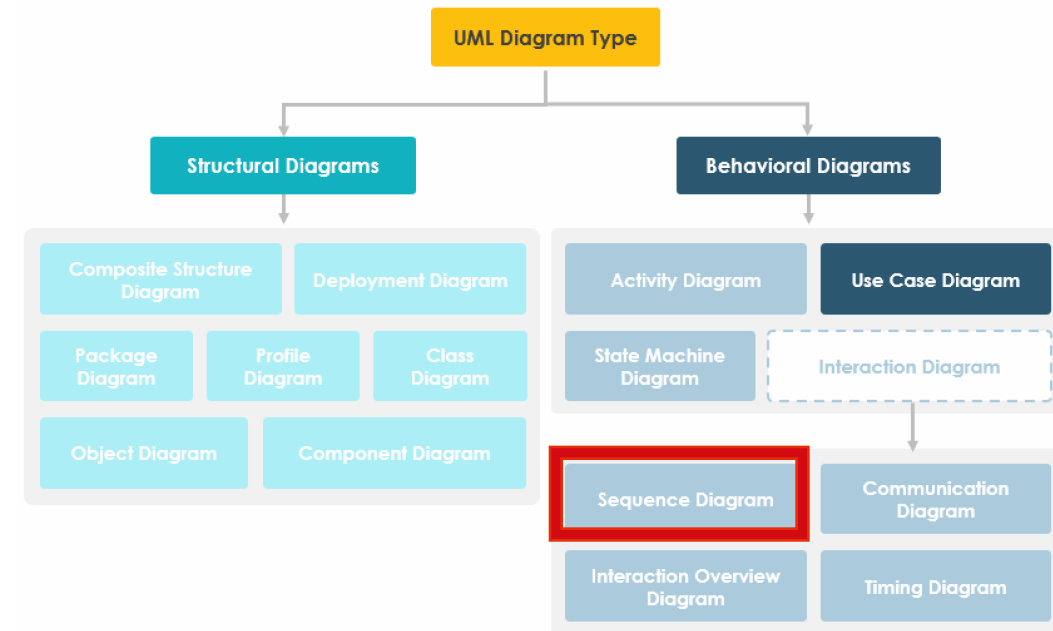 UML Diagram Type
Structural Diagrams
Behavioral Diagrams
Composite Structure
Diagram
Deployment Diagram
Package
Diagram
Profile
Diagram
Class
Diagram
Object Diagram
Component Diagram
Activity Diagram
Use Case Diagram
State Machine
Diagram
Interaction Diagram
Sequence Diagram
Communication
Diagram
Interaction Overview
Diagram
Timing Diagram